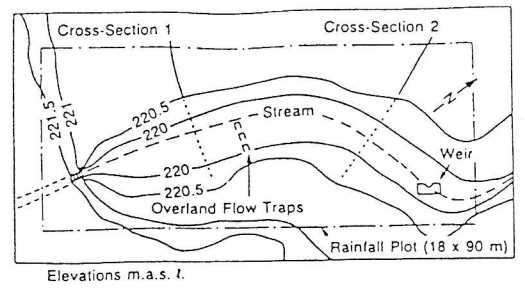 Cross-Section 1
Cross-Section 2
N
221.5
221
220.5
220
Stream
Weir
220
220.5
Overland Flow Traps
Rainfall Plot (18 x 90 m)
Elevations m.a.s. l.